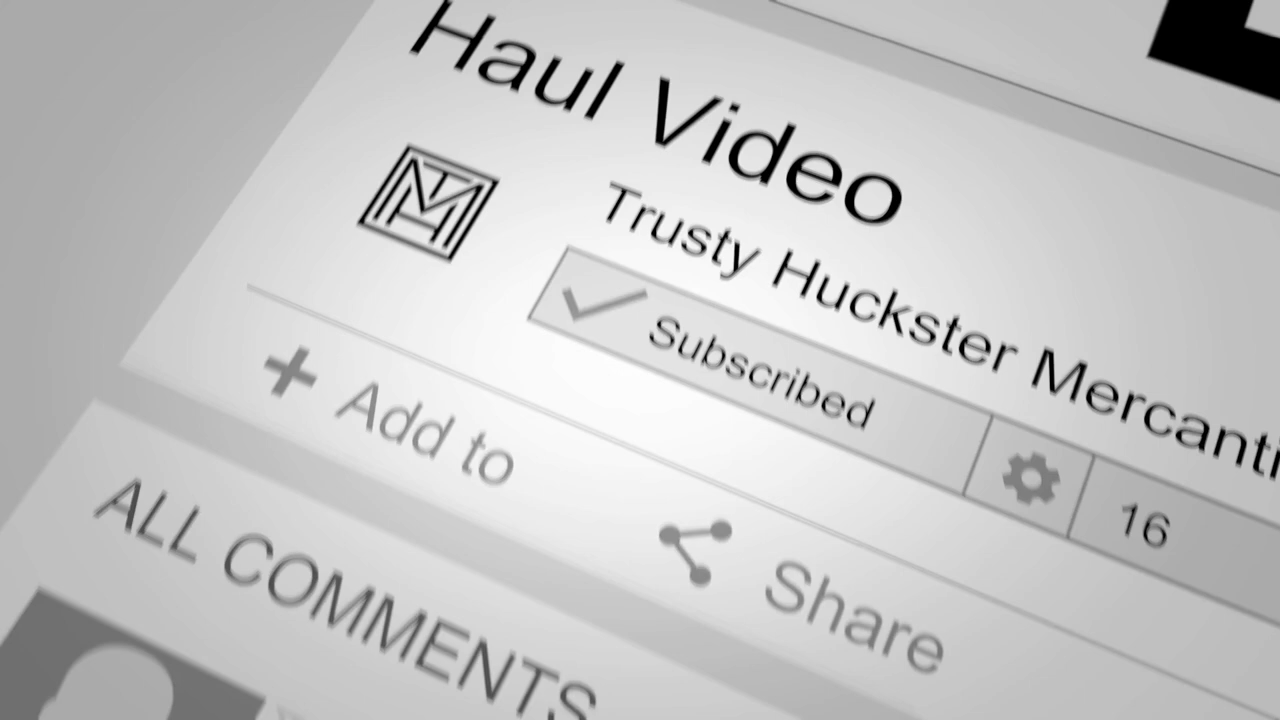 Haul Video
Trusty Huckster Mercanti
Subscribed
16
Add to
Share
ALL COMMENTS